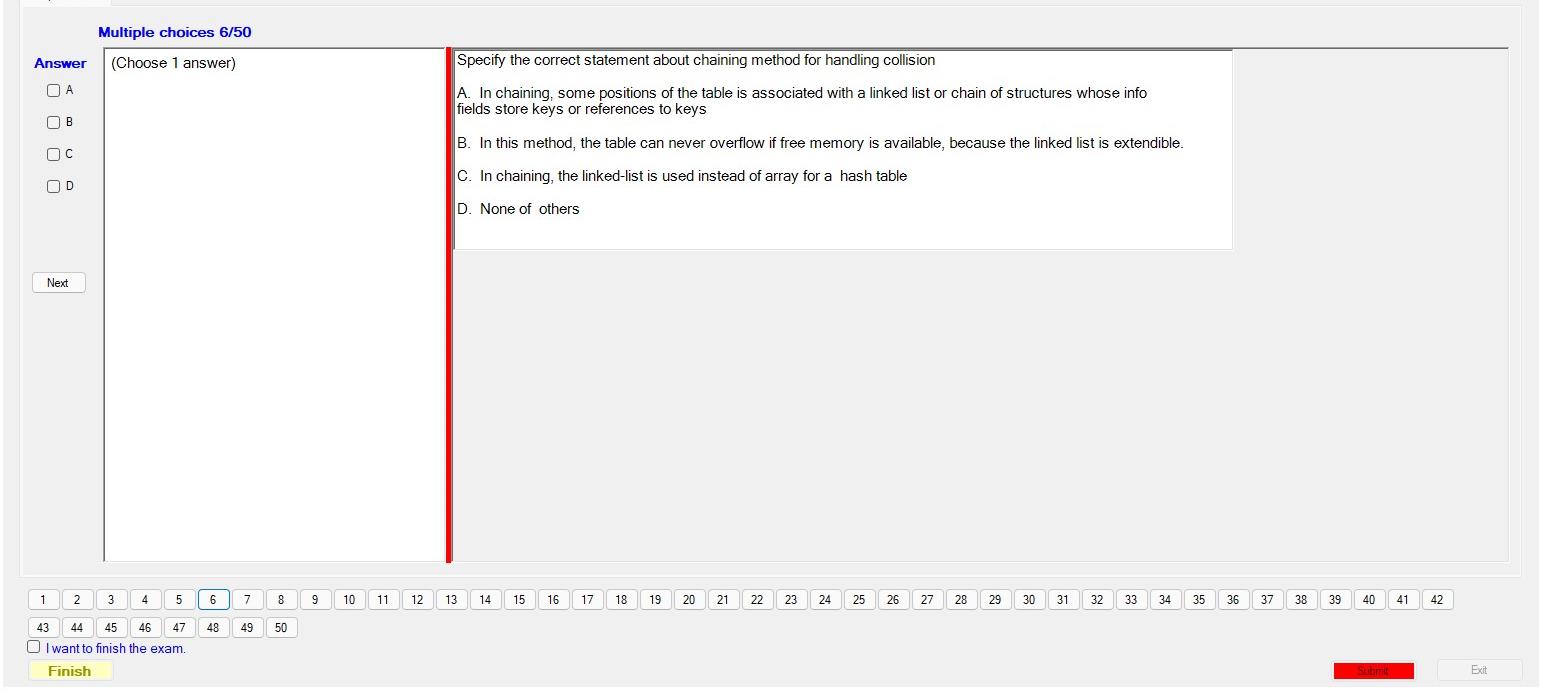 Multiple choices 6/50
Answer
(Choose 1 answer)
A
B
C
D
Next
Specify the correct statement about chaining method for handling collision
A. In chaining, some positions of the table is associated with a linked list or chain of structures whose info
fields store keys or references to keys
B. In this method, the table can never overflow if free memory is available, because the linked list is extendible.
C. In chaining, the linked-list is used instead of array for a hash table
D. None of others
1 2 3 4 5 6 7 8 9 10 11 12 13 14 15 16 17 18 19 20 21 22 23 24 25 26 27 28 29 30 31 32 33 34 35 36 37 38 39 40 41 42
43 44 45 46 47 48 49 50
I want to finish the exam.
Finish
Submit
Exit